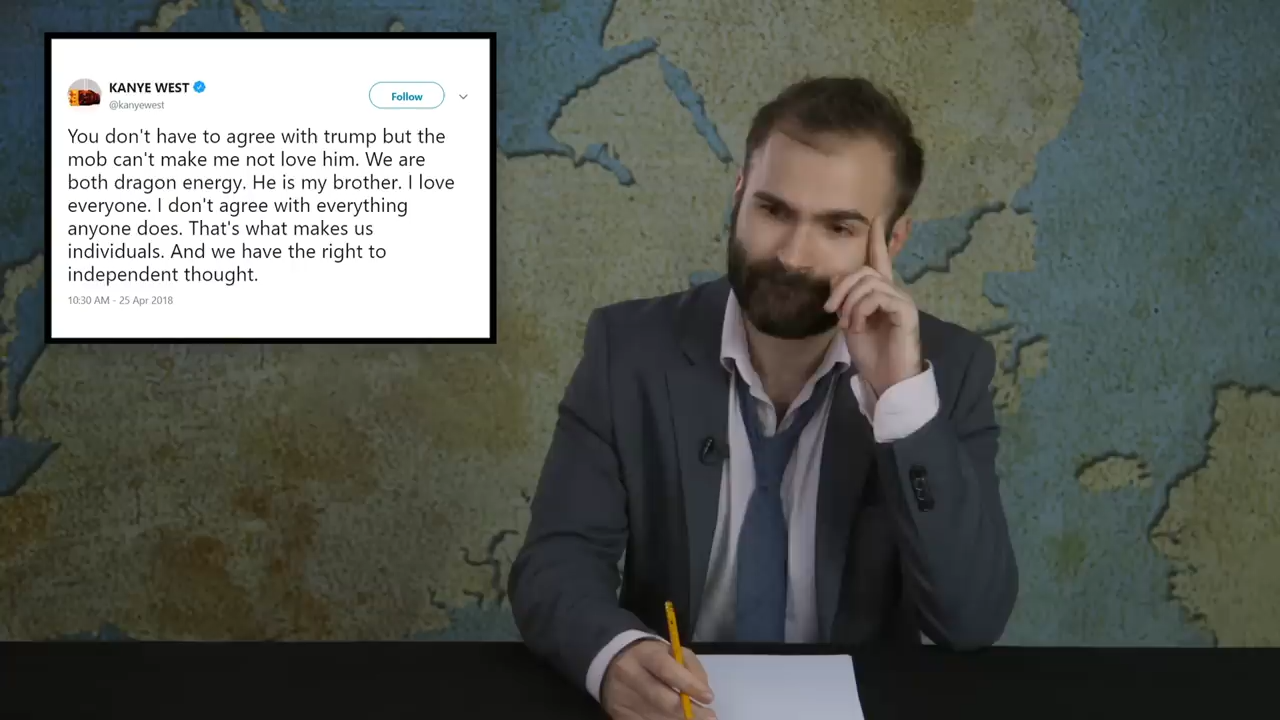 KANYE WEST
@kanyewest
Follow
You don't have to agree with trump but the
mob can't make me not love him. We are
both dragon energy. He is my brother. I love
everyone. I don't agree with everything
anyone does. That's what makes us
individuals. And we have the right to
independent thought.
10:30 AM - 25 Apr 2018